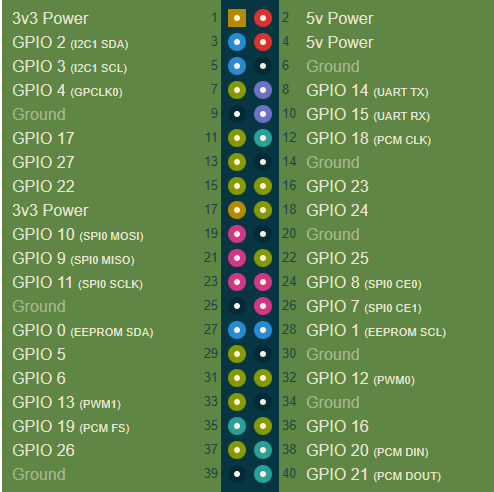 3v3 Power 1 2 5v Power
GPIO 2 (I2C1 SDA) 3 4 5v Power
GPIO 3 (I2C1 SCL) 5 6 Ground
GPIO 4 (GPCLK0) 7 8 GPIO 14 (UART TX)
Ground 9 10 GPIO 15 (UART RX)
GPIO 17 11 12 GPIO 18 (PCM CLK)
GPIO 27 13 14 Ground
GPIO 22 15 16 GPIO 23
3v3 Power 17 18 GPIO 24
GPIO 10 (SPI0 MOSI) 19 20 Ground
GPIO 9 (SPI0 MISO) 21 22 GPIO 25
GPIO 11 (SPI0 SCLK) 23 24 GPIO 8 (SPI0 CE0)
Ground 25 26 GPIO 7 (SPI0 CE1)
GPIO 0 (EEPROM SDA) 27 28 GPIO 1 (EEPROM SCL)
GPIO 5 29 30 Ground
GPIO 6 31 32 GPIO 12 (PWM0)
GPIO 13 (PWM1) 33 34 Ground
GPIO 19 (PCM FS) 35 36 GPIO 16
GPIO 26 37 38 GPIO 20 (PCM DIN)
Ground 39 40 GPIO 21 (PCM DOUT)